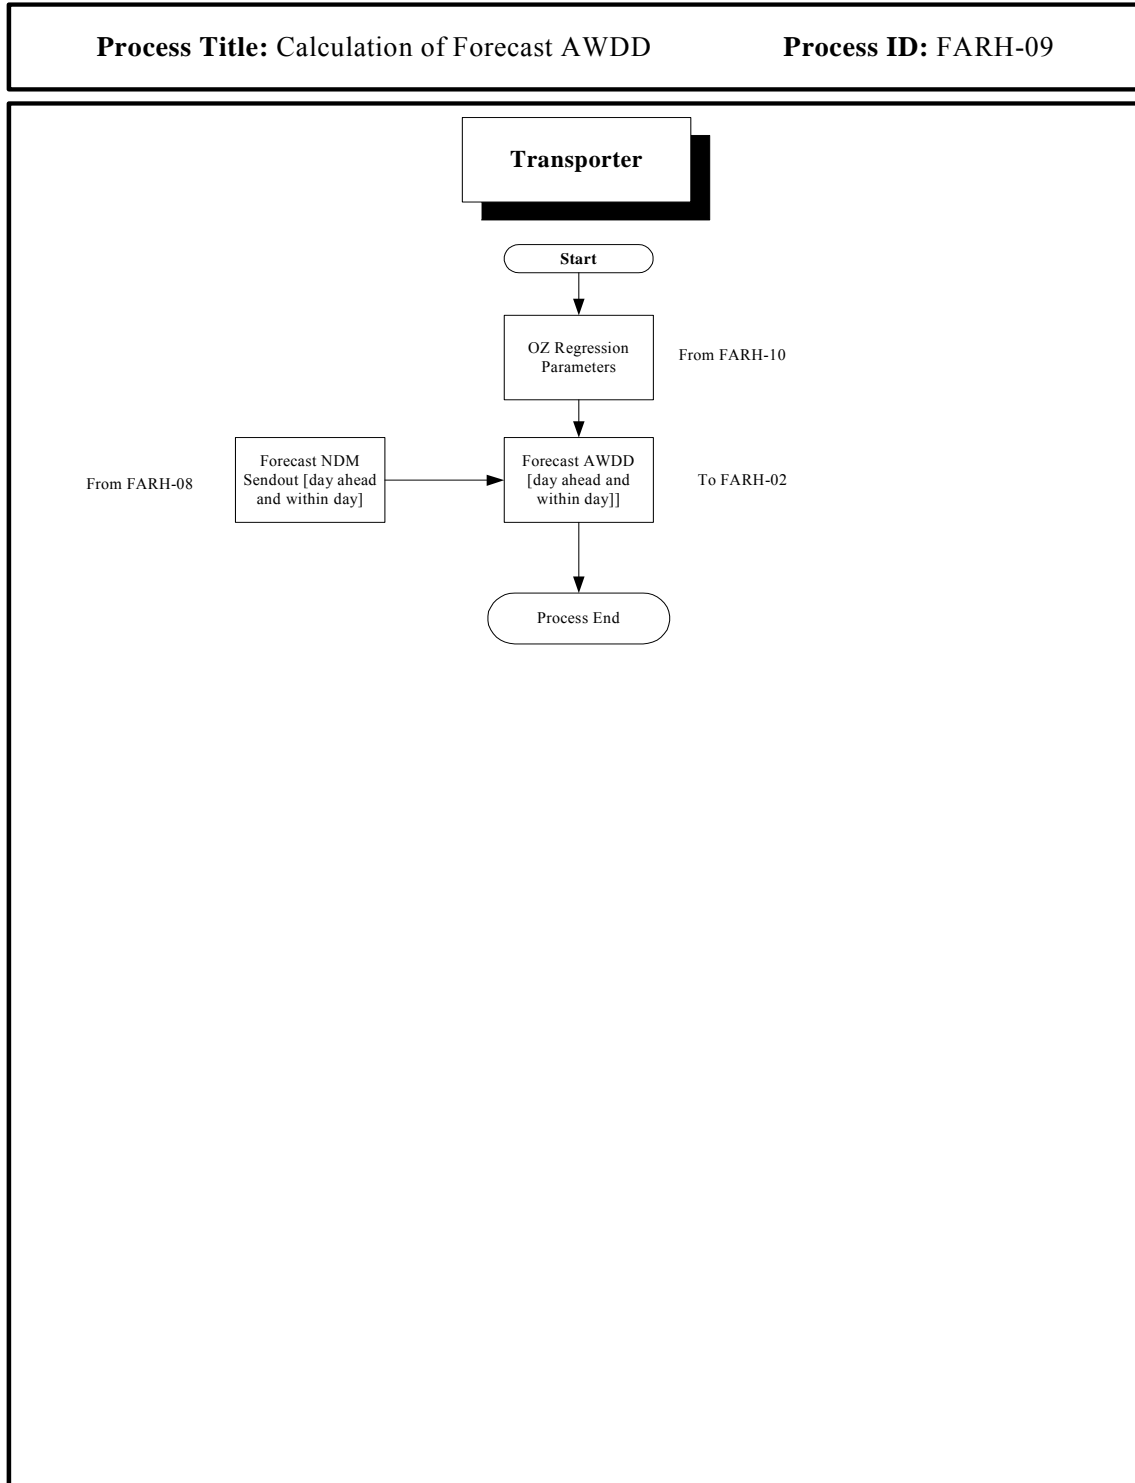 Process Title: Calculation of Forecast AWDD Process ID: FARH-09
Transporter
Start
OZ Regression
Parameters
From FARH-10
From FARH-08
Forecast NDM
Sendout [day ahead
and within day]
Forecast AWDD
[day ahead and
within day]]
To FARH-02
Process End